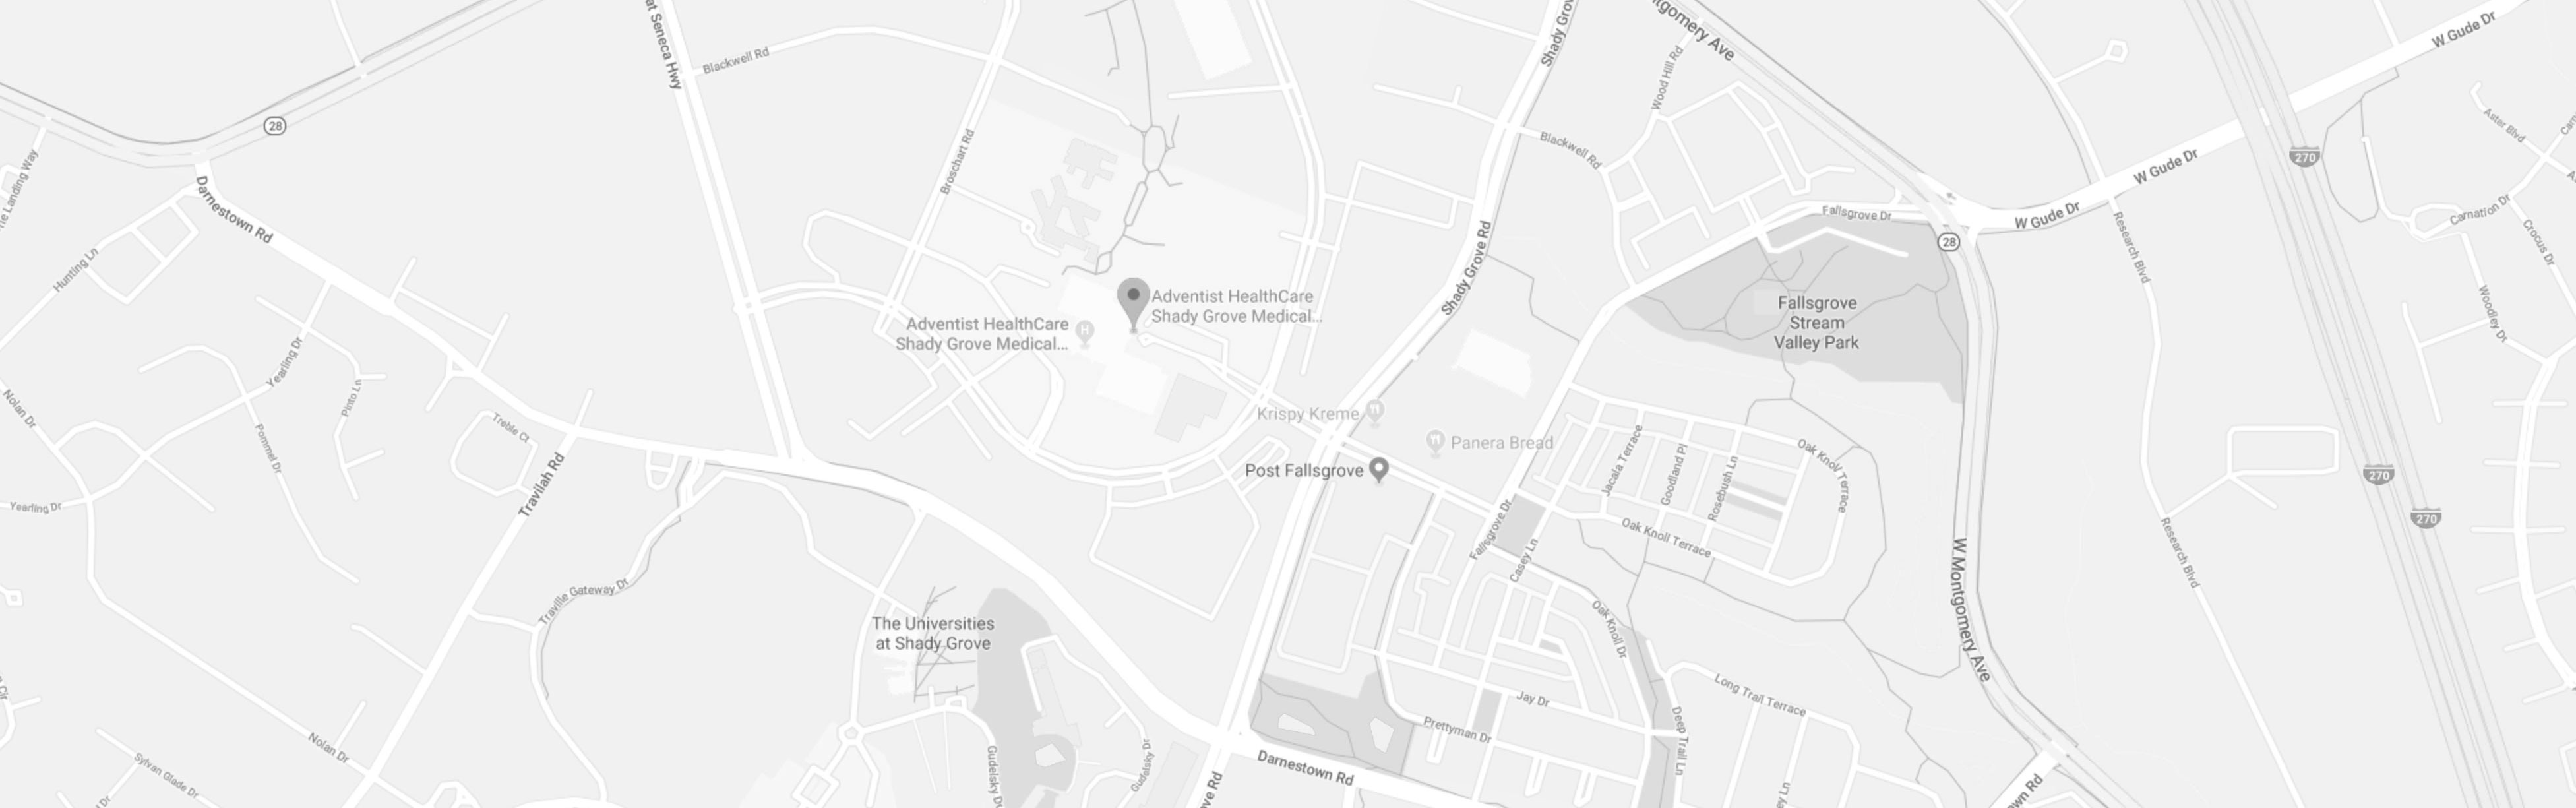 at Seneca Hwy
Blackwell Rd
28
Darnestown Rd
Hunting Ln
Broschart Rd
Shady Grove Rd
Blackwell Rd
Wood Hill Rd
W Gude Dr
W Gude Dr
W Gude Dr
270
Aster Blvd
Carnation Dr
Crocus Dr
Woodley Dt
Research Blvd
Fallsgrove Dr
28
Fallsgrove
Stream
Valley Park
Adventist HealthCare
Shady Grove Medical...
Adventist HealthCare
Shady Grove Medical...
H
Yearling Dr
Pinto Ln
Nolan Dr
Treble Ct
Pommel Dr
Travilah Rd
Yearling Dr
Krispy Kreme
Panera Bread
Post Fallsgrove
Jacala Terrace
Goodland Pl
Rosebush Ln
Oak Knoll Terrace
Oak Knoll Terrace
Fallsgrove Dr
Casey Ln
270
270
Research Blvd
W Montgomery Ave
Traville Gateway Dr
The Universities
at Shady Grove
Oak Knoll Dr
Jay Dr
Long Trail Terrace
Prettyman Dr
Deep Trail Ln
Nolan Dr
Sylvan Glade Dr
Gudelsky Dr
Darnestown Rd